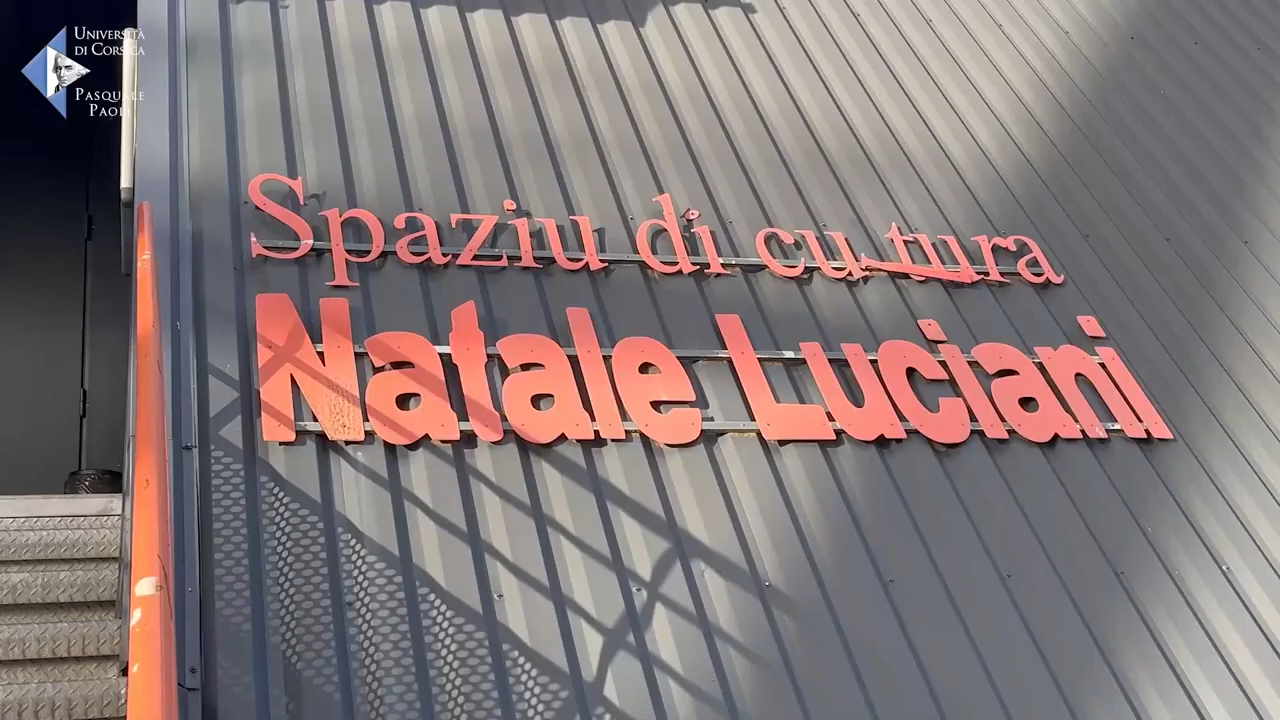 Università
di Corsica
Pasquale
Paoli
Spaziu di cultura
Natale Luciani